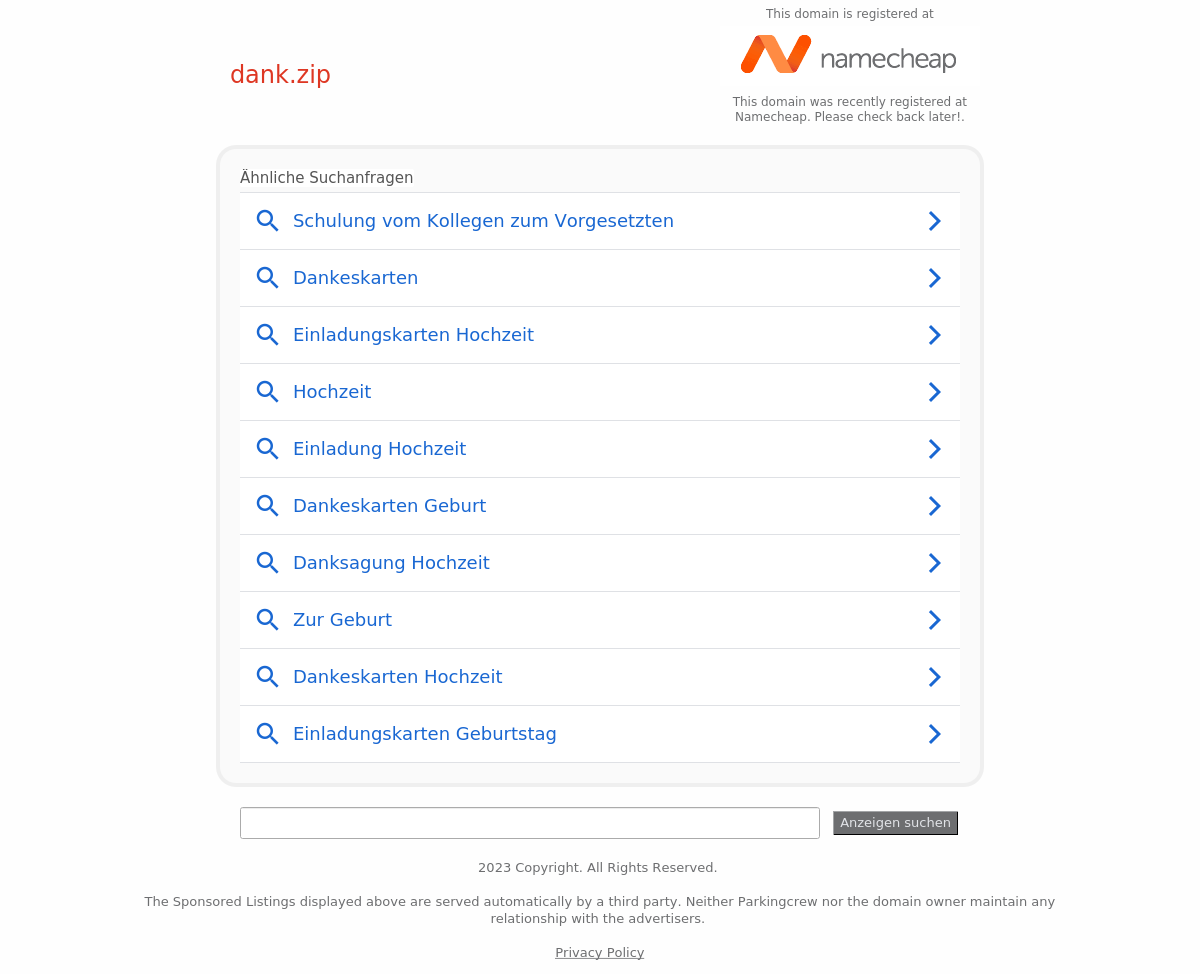 This domain is registered at
namecheap
dank.zip
This domain was recently registered at
Namecheap. Please check back later!.
Ähnliche Suchanfragen
Schulung vom Kollegen zum Vorgesetzten
Dankeskarten
Einladungskarten Hochzeit
Hochzeit
Einladung Hochzeit
Dankeskarten Geburt
Danksagung Hochzeit
Zur Geburt
Dankeskarten Hochzeit
Einladungskarten Geburtstag
Anzeigen suchen
2023 Copyright. All Rights Reserved.
The Sponsored Listings displayed above are served automatically by a third party. Neither Parkingcrew nor the domain owner maintain any
relationship with the advertisers.
Privacy Policy